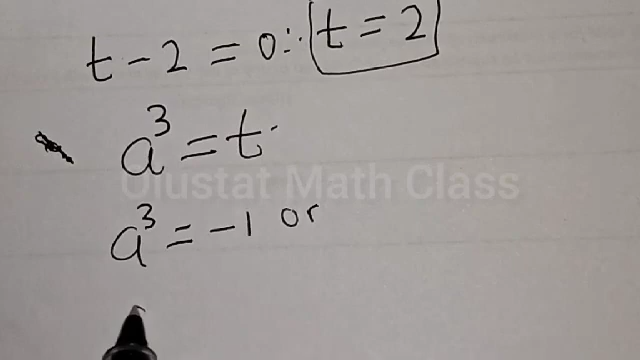 t - 2 = 0 ∴ t = 2
a³ = t
Olustat Math Class
a³ = -1 or